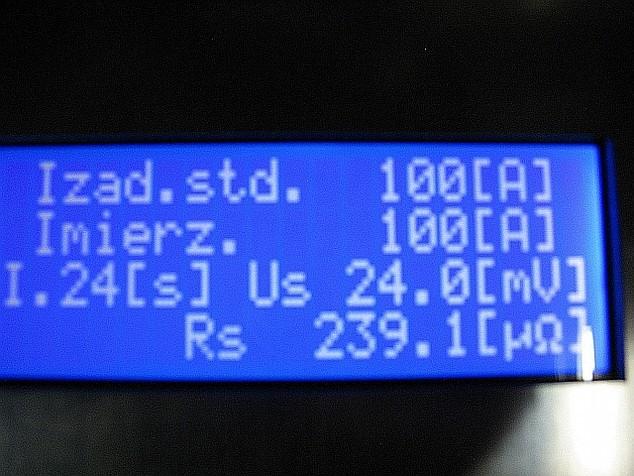 Izad.std. 100[A]
Imierz. 100[A]
I.24[s] Us 24.0[mV]
Rs 239.1[µΩ]